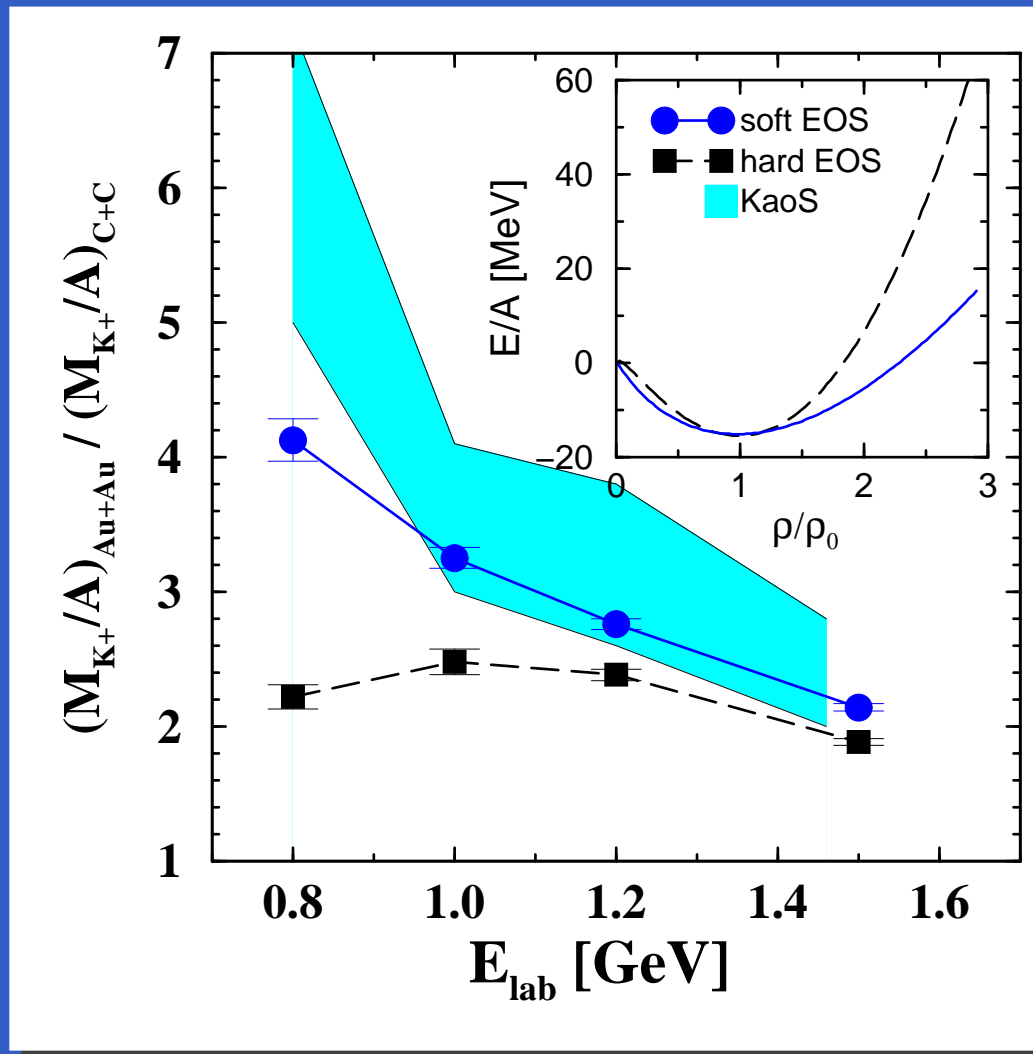 (M_K+/A)_Au+Au / (M_K+/A)_C+C
7
6
5
4
3
2
1
0.8 1.0 1.2 1.4 1.6
E_lab [GeV]
E/A [MeV]
60
40
20
0
−20
0 1 2 3
ρ/ρ_0
soft EOS
hard EOS
KaoS